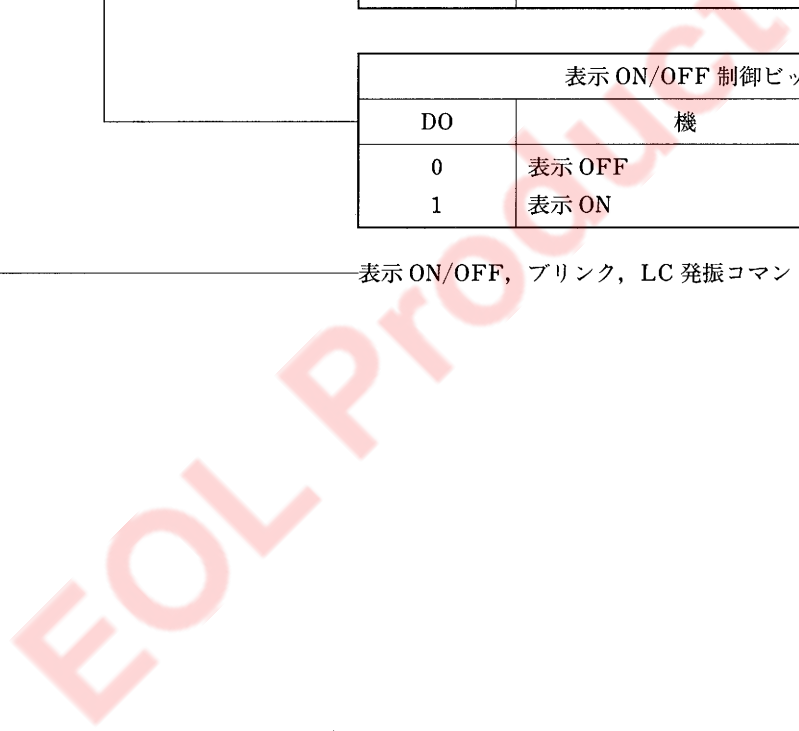 表示 ON/OFF 制御ビッ
DO 機
0 表示 OFF
1 表示 ON
表示 ON/OFF, ブリンク, LC 発振コマン
EOL Product